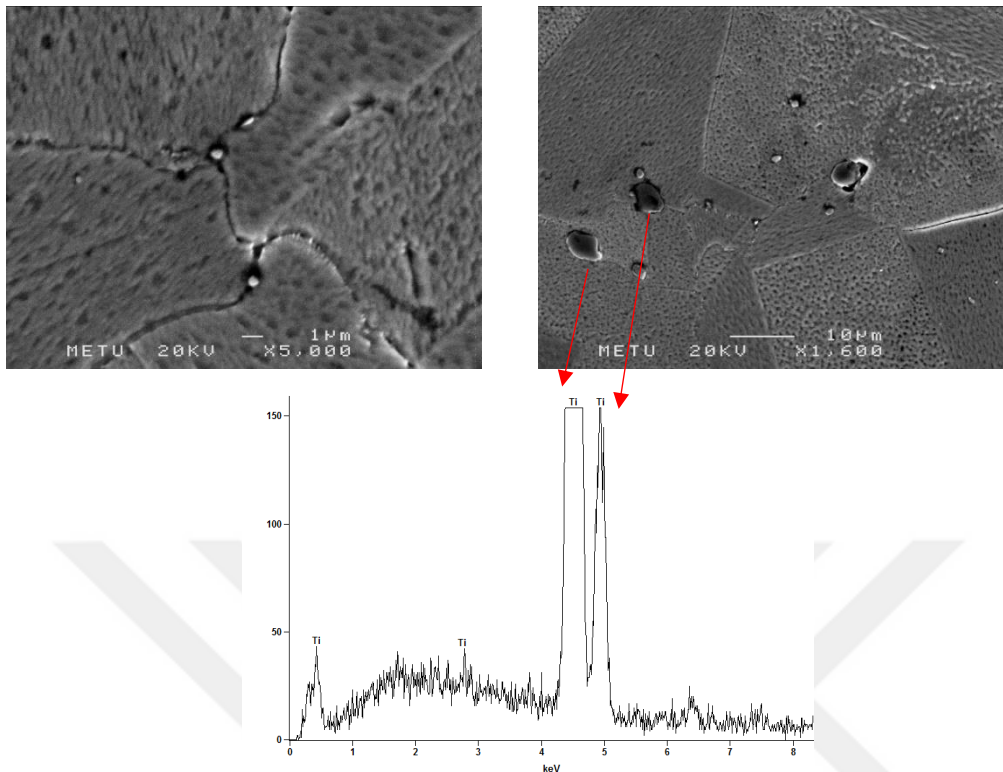 1µm
METU 20KV X5,000
10µm
METU 20KV X1,600
Ti Ti
150
100
50
Ti Ti
0
0 1 2 3 4 5 6 7 8
keV